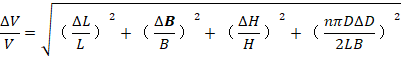 ΔV/V = √((ΔL/L)² + (ΔB/B)² + (ΔH/H)² + (nπDΔD/2LB)²)